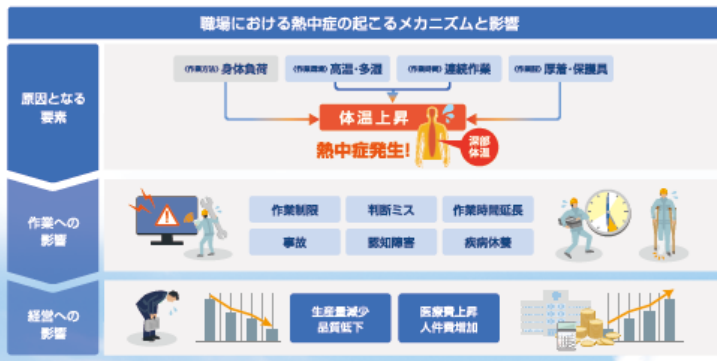 職場における熱中症の起こるメカニズムと影響
原因となる
要素
(作業方法) 身体負荷
(作業環境) 高温・多湿
(作業時間) 連続作業
(作業服) 厚着・保護具
体温上昇
熱中症発生!
深部
体温
作業への
影響
作業制限
判断ミス
作業時間延長
事故
認知障害
疾病休養
経営への
影響
生産量減少
品質低下
医療費上昇
人件費増加